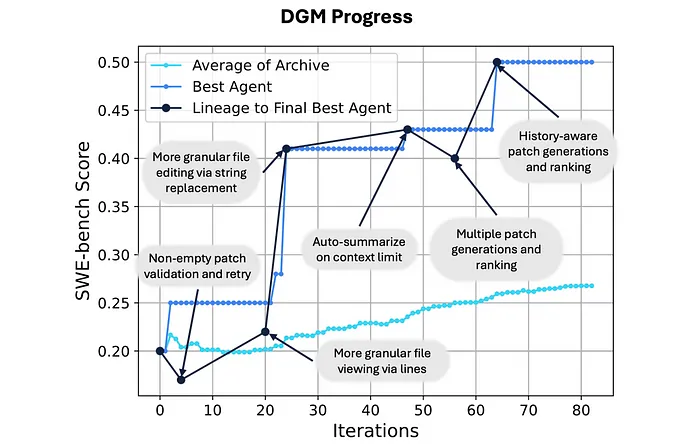 DGM Progress
Average of Archive
Best Agent
Lineage to Final Best Agent
SWE-bench Score
0.50
0.45
0.40
0.35
0.30
0.25
0.20
More granular file
editing via string
replacement
Non-empty patch
validation and retry
Auto-summarize
on context limit
History-aware
patch generations
and ranking
Multiple patch
generations and
ranking
More granular file
viewing via lines
0
10
20
30
40
50
60
70
80
Iterations